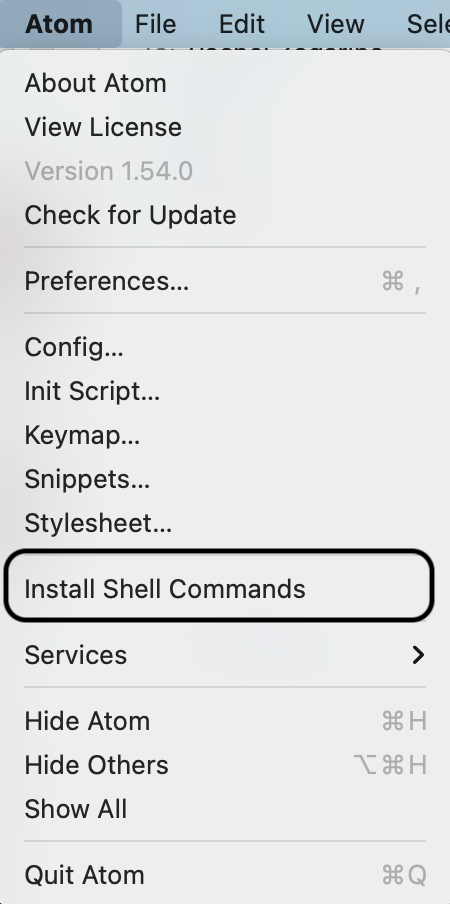 Atom File Edit View Sele
About Atom
View License
Version 1.54.0
Check for Update
Preferences... ⌘ ,
Config...
Init Script...
Keymap...
Snippets...
Stylesheet...
Install Shell Commands
Services
Hide Atom ⌘H
Hide Others ⌥⌘H
Show All
Quit Atom ⌘Q